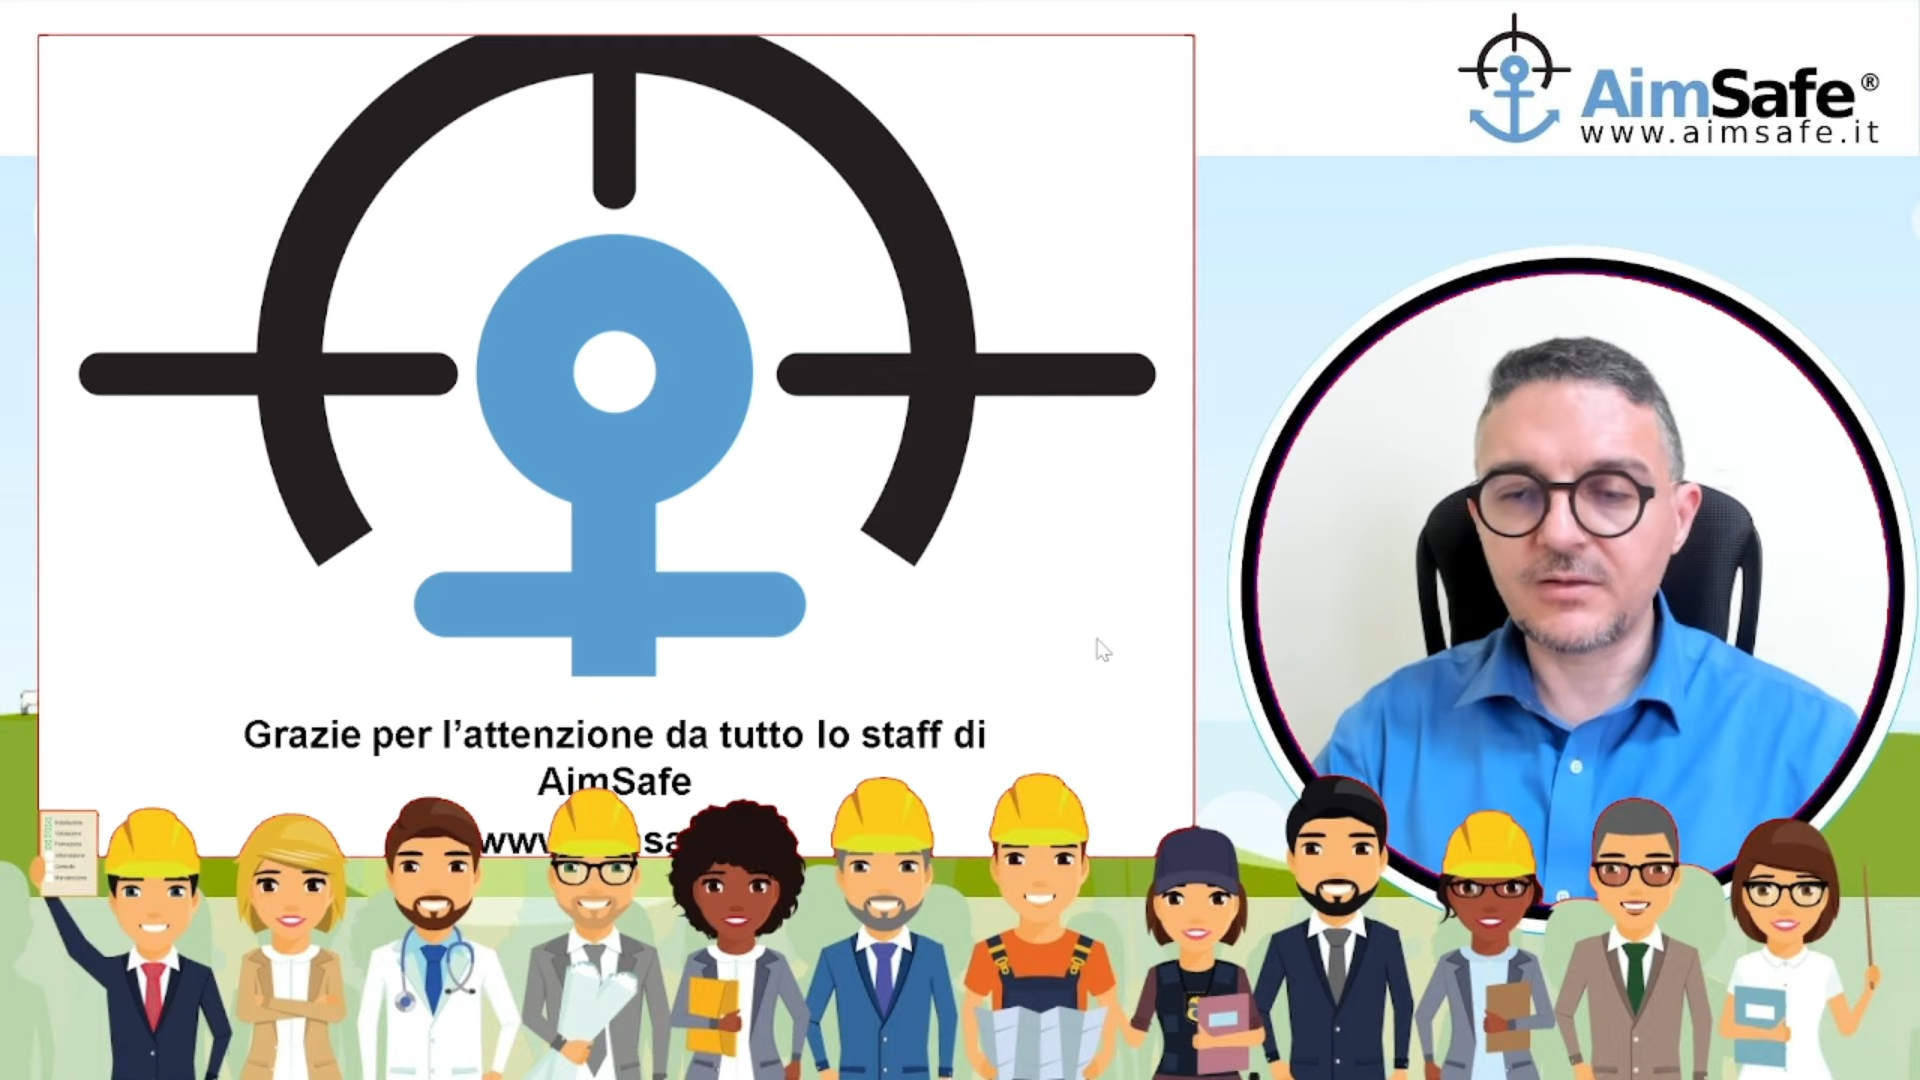 AimSafe®
www.aimsafe.it
Grazie per l’attenzione da tutto lo staff di
AimSafe